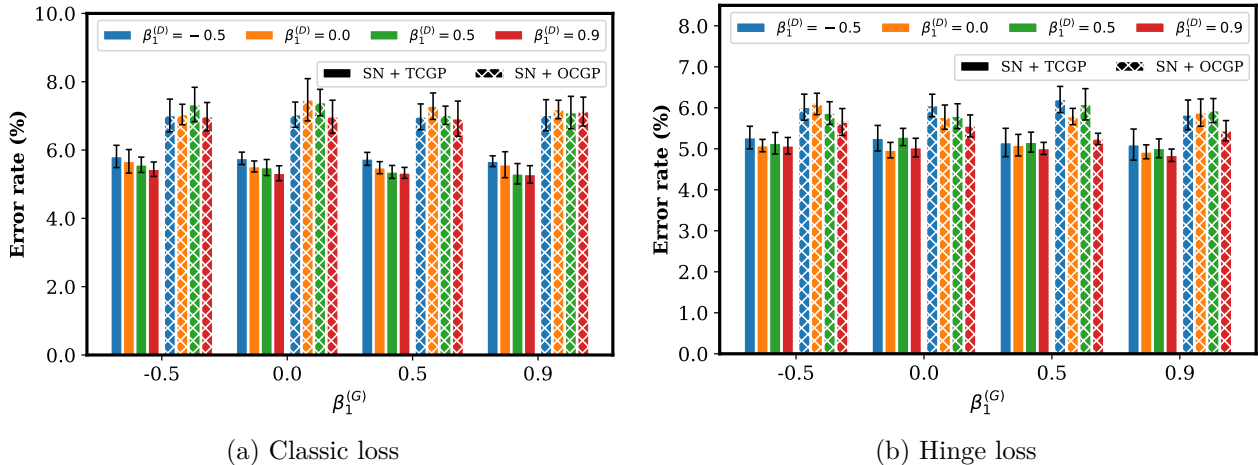 10.0
8.0
6.0
4.0
2.0
0.0
Error rate (%)
β₁⁽ᴰ⁾ = − 0.5
β₁⁽ᴰ⁾ = 0.0
β₁⁽ᴰ⁾ = 0.5
β₁⁽ᴰ⁾ = 0.9
SN + TCGP
SN + OCGP
-0.5
0.0
0.5
0.9
β₁⁽ᴳ⁾
(a) Classic loss
8.0
7.0
6.0
5.0
4.0
3.0
2.0
1.0
0.0
Error rate (%)
β₁⁽ᴰ⁾ = − 0.5
β₁⁽ᴰ⁾ = 0.0
β₁⁽ᴰ⁾ = 0.5
β₁⁽ᴰ⁾ = 0.9
SN + TCGP
SN + OCGP
-0.5
0.0
0.5
0.9
β₁⁽ᴳ⁾
(b) Hinge loss